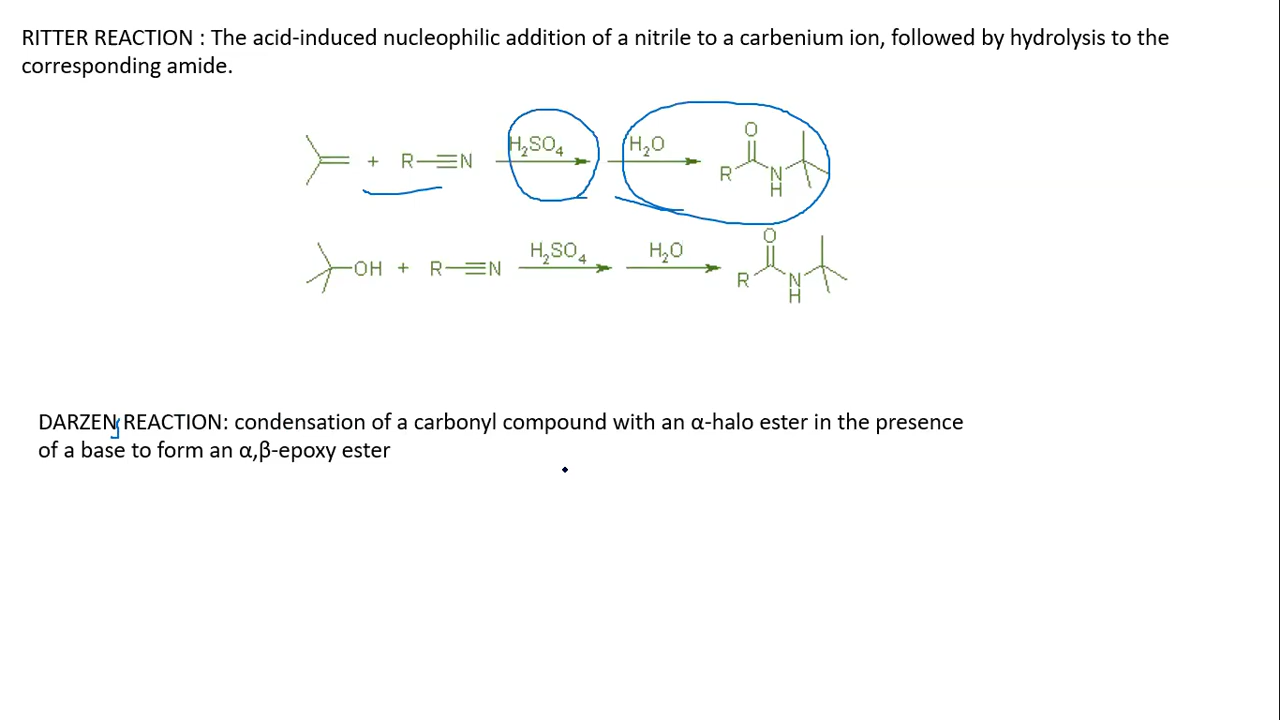 RITTER REACTION : The acid-induced nucleophilic addition of a nitrile to a carbenium ion, followed by hydrolysis to the
corresponding amide.
+ R N H₂SO₄ H₂O O R N H
OH + R N H₂SO₄ H₂O O R N H
DARZEN REACTION: condensation of a carbonyl compound with an α-halo ester in the presence
of a base to form an α,β-epoxy ester